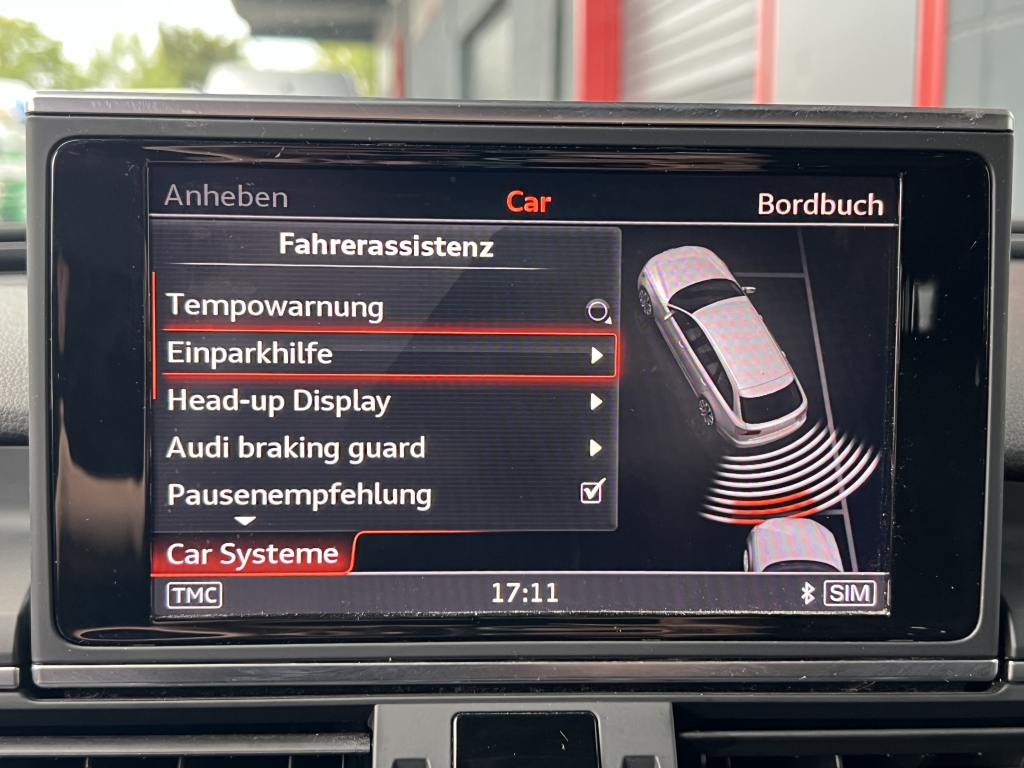 Anheben Car Bordbuch
Fahrerassistenz
Tempowarnung
Einparkhilfe
Head-up Display
Audi braking guard
Pausenempfehlung
Car Systeme
TMC 17:11 SIM